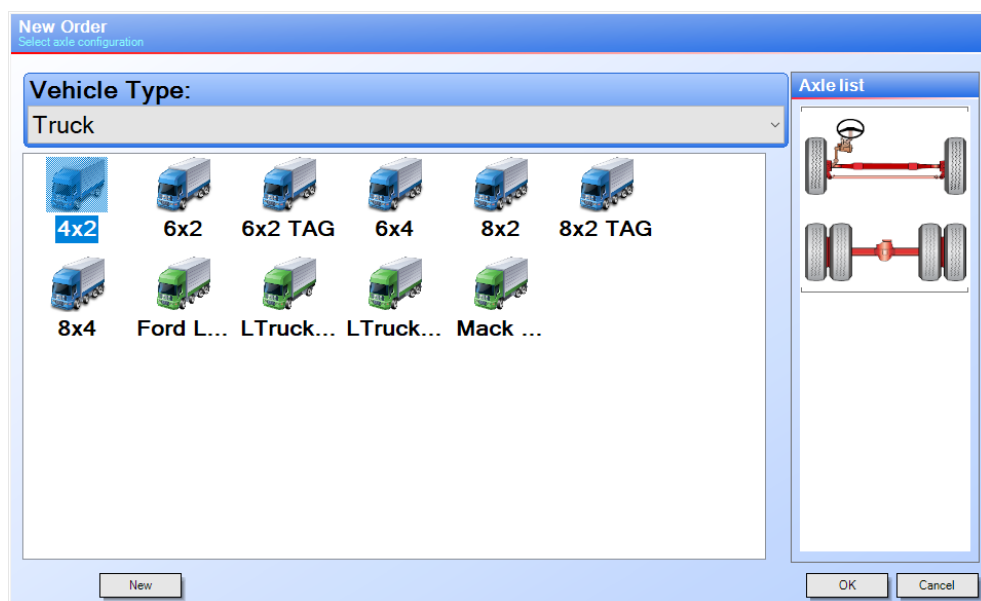 New Order
Select axle configuration
Vehicle Type:
Axle list
Truck
4x2 6x2 6x2 TAG 6x4 8x2 8x2 TAG
8x4 Ford L... LTruck... LTruck... Mack ...
New OK Cancel